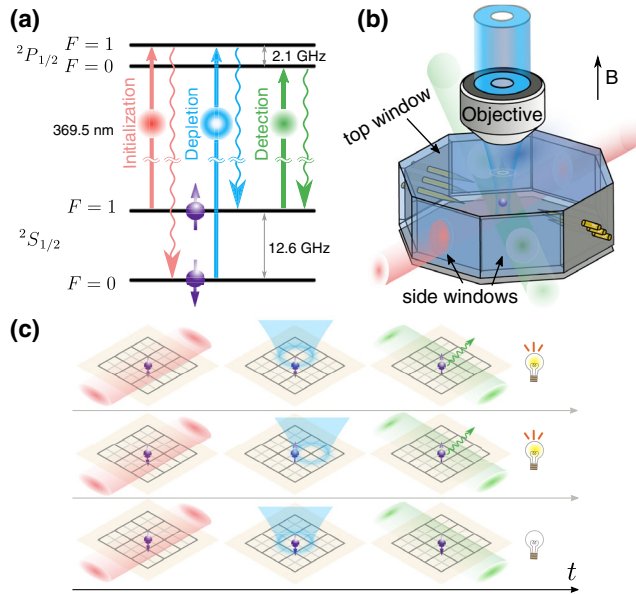 (a)
F = 1
²P₁/₂
F = 0
2.1 GHz
369.5 nm
Initialization
Depletion
Detection
F = 1
²S₁/₂
12.6 GHz
F = 0
(b)
B
Objective
top window
side windows
(c)
t